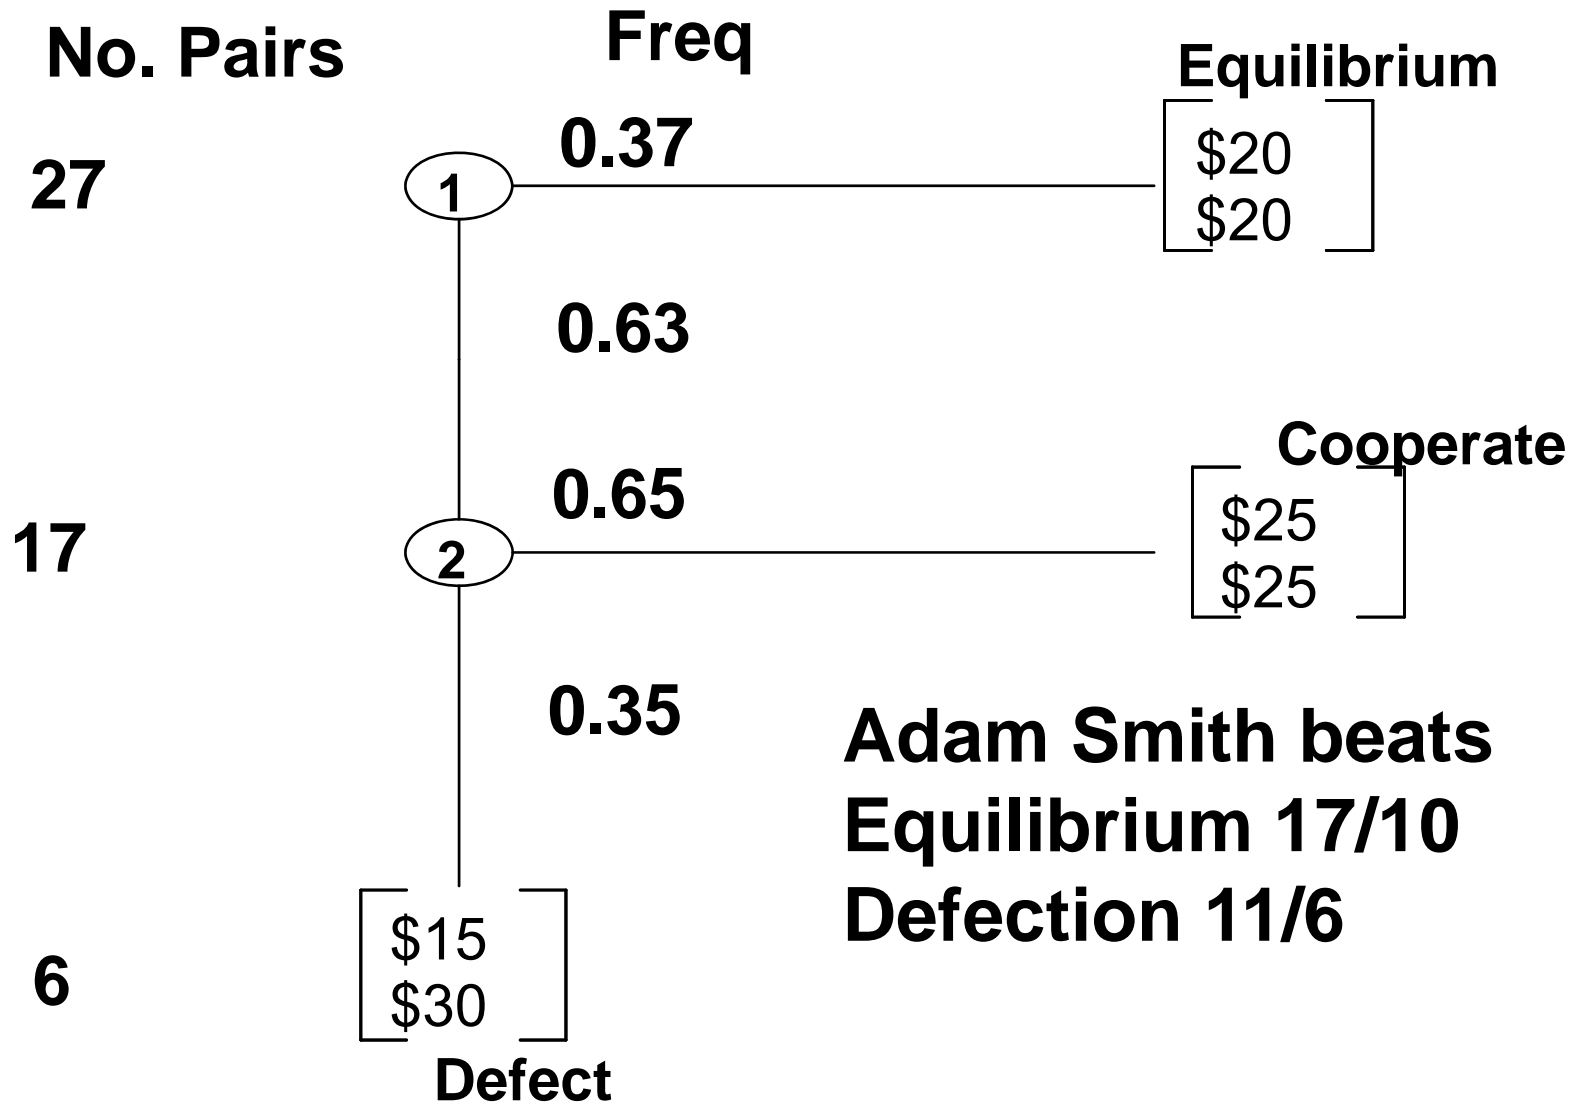 No. Pairs
Freq
Equilibrium
27
1
0.37
$20
$20
0.63
Cooperate
17
2
0.65
$25
$25
0.35
Adam Smith beats
Equilibrium 17/10
Defection 11/6
6
$15
$30
Defect